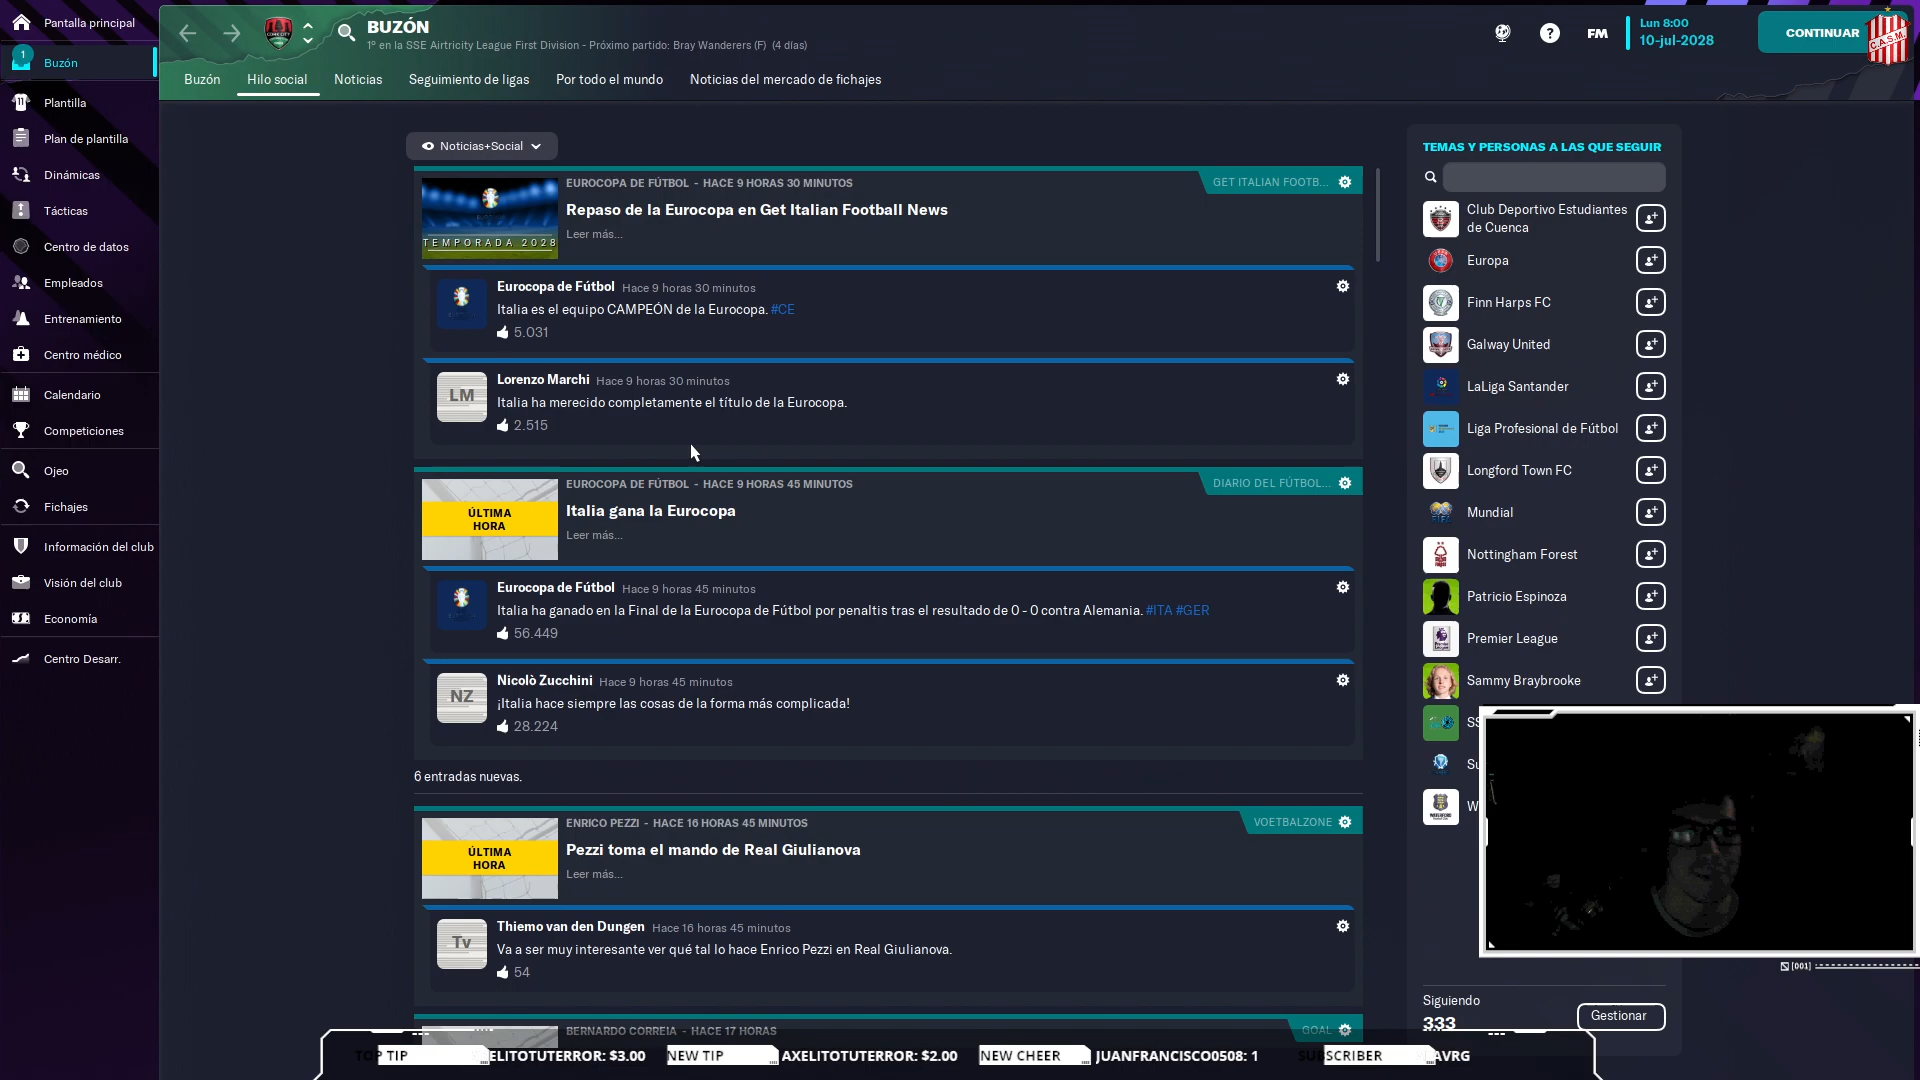 Pantalla principal
1
Buzón
Plantilla
Plan de plantilla
Dinámicas
Tácticas
Centro de datos
Empleados
Entrenamiento
Centro médico
Calendario
Competiciones
Ojeo
Fichajes
Información del club
Visión del club
Economía
Centro Desarr.
BUZÓN
1º en la SSE Airtricity League First Division - Próximo partido: Bray Wanderers (F) (4 días)
FM
Lun 8:00
10-jul-2028
CONTINUAR
C.A.S.M.
Buzón
Hilo social
Noticias
Seguimiento de ligas
Por todo el mundo
Noticias del mercado de fichajes
Noticias+Social
EUROCOPA DE FÚTBOL - HACE 9 HORAS 30 MINUTOS
GET ITALIAN FOOTB...
Repaso de la Eurocopa en Get Italian Football News
Leer más...
TEMPORADA 2028
Eurocopa de Fútbol Hace 9 horas 30 minutos
Italia es el equipo CAMPEÓN de la Eurocopa. #CE
5.031
LM
Lorenzo Marchi Hace 9 horas 30 minutos
Italia ha merecido completamente el título de la Eurocopa.
2.515
EUROCOPA DE FÚTBOL - HACE 9 HORAS 45 MINUTOS
DIARIO DEL FÚTBOL...
ÚLTIMA HORA
Italia gana la Eurocopa
Leer más...
Eurocopa de Fútbol Hace 9 horas 45 minutos
Italia ha ganado en la Final de la Eurocopa de Fútbol por penaltis tras el resultado de 0 - 0 contra Alemania. #ITA #GER
56.449
NZ
Nicolò Zucchini Hace 9 horas 45 minutos
¡Italia hace siempre las cosas de la forma más complicada!
28.224
6 entradas nuevas.
ENRICO PEZZI - HACE 16 HORAS 45 MINUTOS
VOETBALZONE
ÚLTIMA HORA
Pezzi toma el mando de Real Giulianova
Leer más...
Tv
Thiemo van den Dungen Hace 16 horas 45 minutos
Va a ser muy interesante ver qué tal lo hace Enrico Pezzi en Real Giulianova.
54
BERNARDO CORREIA - HACE 17 HORAS
GOAL
TEMAS Y PERSONAS A LAS QUE SEGUIR
Club Deportivo Estudiantes de Cuenca
Europa
Finn Harps FC
Galway United
LaLiga Santander
Liga Profesional de Fútbol
Longford Town FC
Mundial
Nottingham Forest
Patricio Espinoza
Premier League
Sammy Braybrooke
SS
Su
W
[001]
Siguiendo
333
Gestionar
TOP TIP
ELITOTUTERROR: $3.00
NEW TIP
AXELITOTUTERROR: $2.00
NEW CHEER
JUANFRANCISCO0508: 1
SUBSCRIBER
AVRG